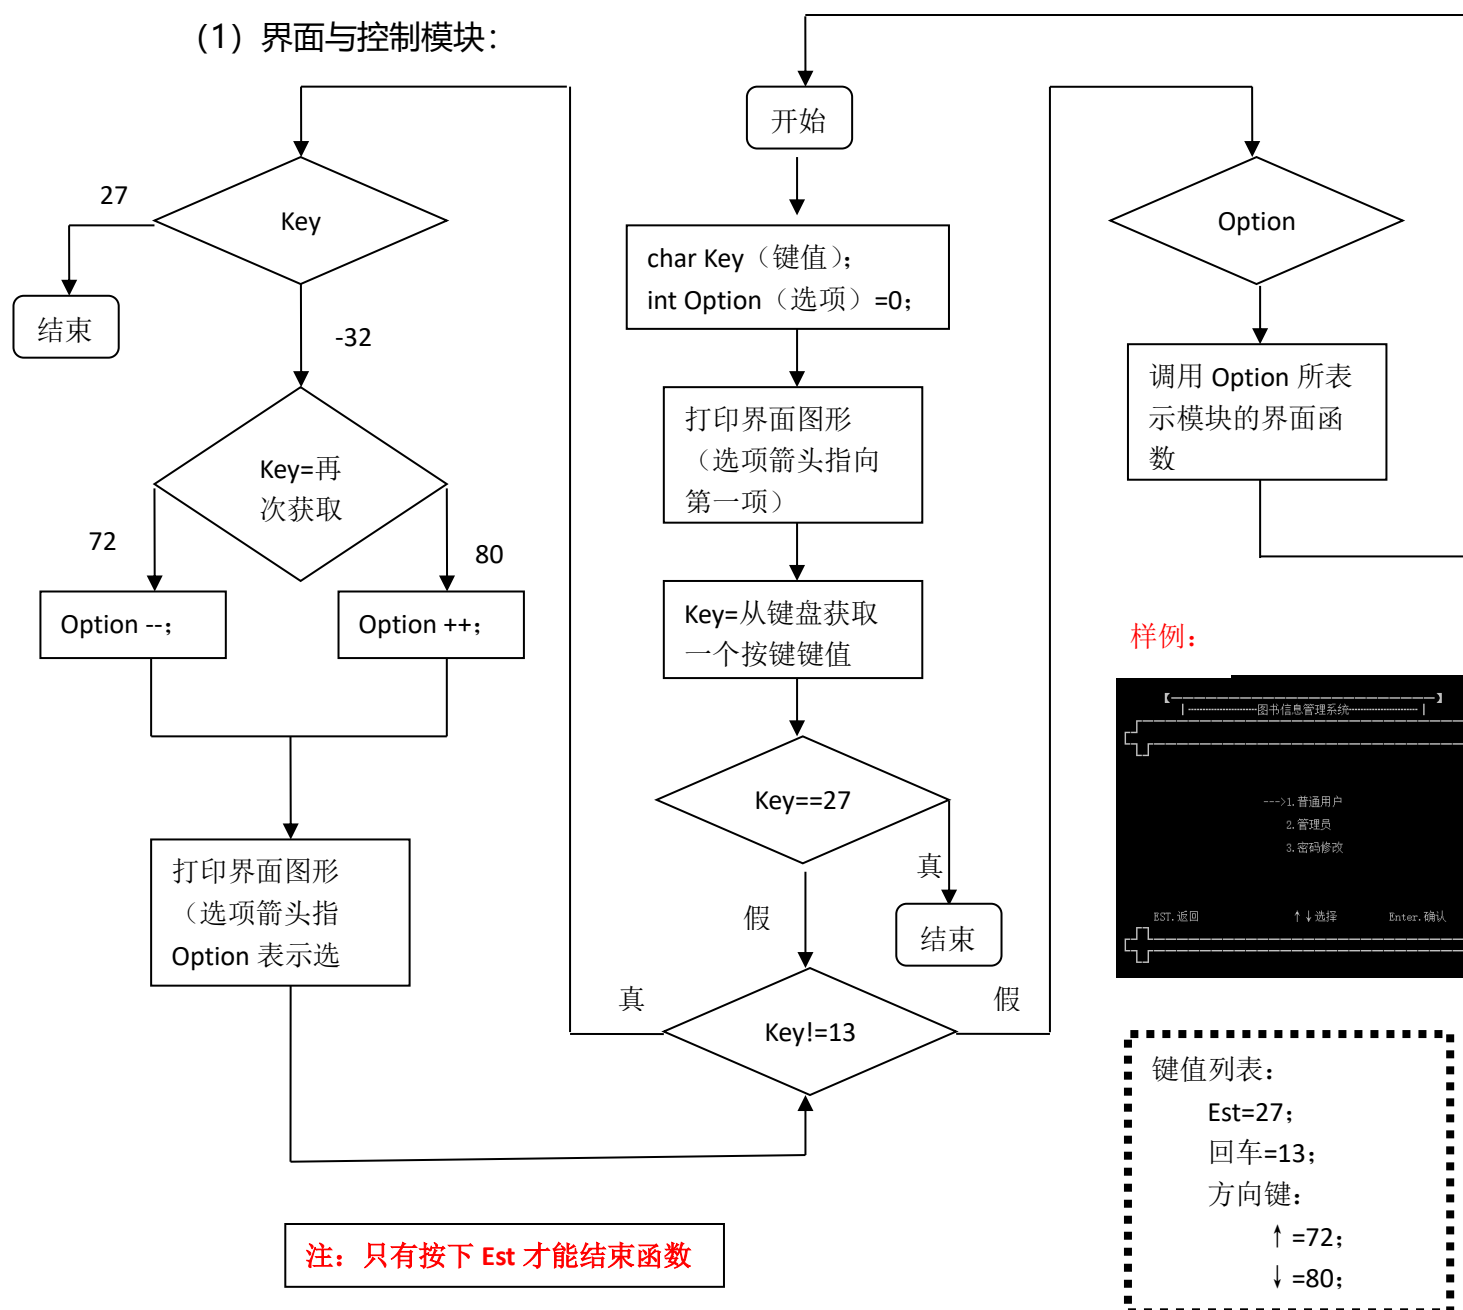 (1) 界面与控制模块:
开始
27
Key
Option
char Key（键值）;
int Option（选项）=0;
结束
-32
调用 Option 所表
示模块的界面函
数
打印界面图形
（选项箭头指向
第一项）
Key=再
次获取
72
80
Option --;
Option ++;
Key=从键盘获取
一个按键键值
样例:
图书信息管理系统
--->1.普通用户
2.管理员
3.密码修改
EST.返回
↑↓选择
Enter.确认
Key==27
打印界面图形
（选项箭头指
Option 表示选
真
假
结束
真
假
Key!=13
键值列表:
Est=27;
回车=13;
方向键:
↑=72;
↓=80;
注: 只有按下 Est 才能结束函数